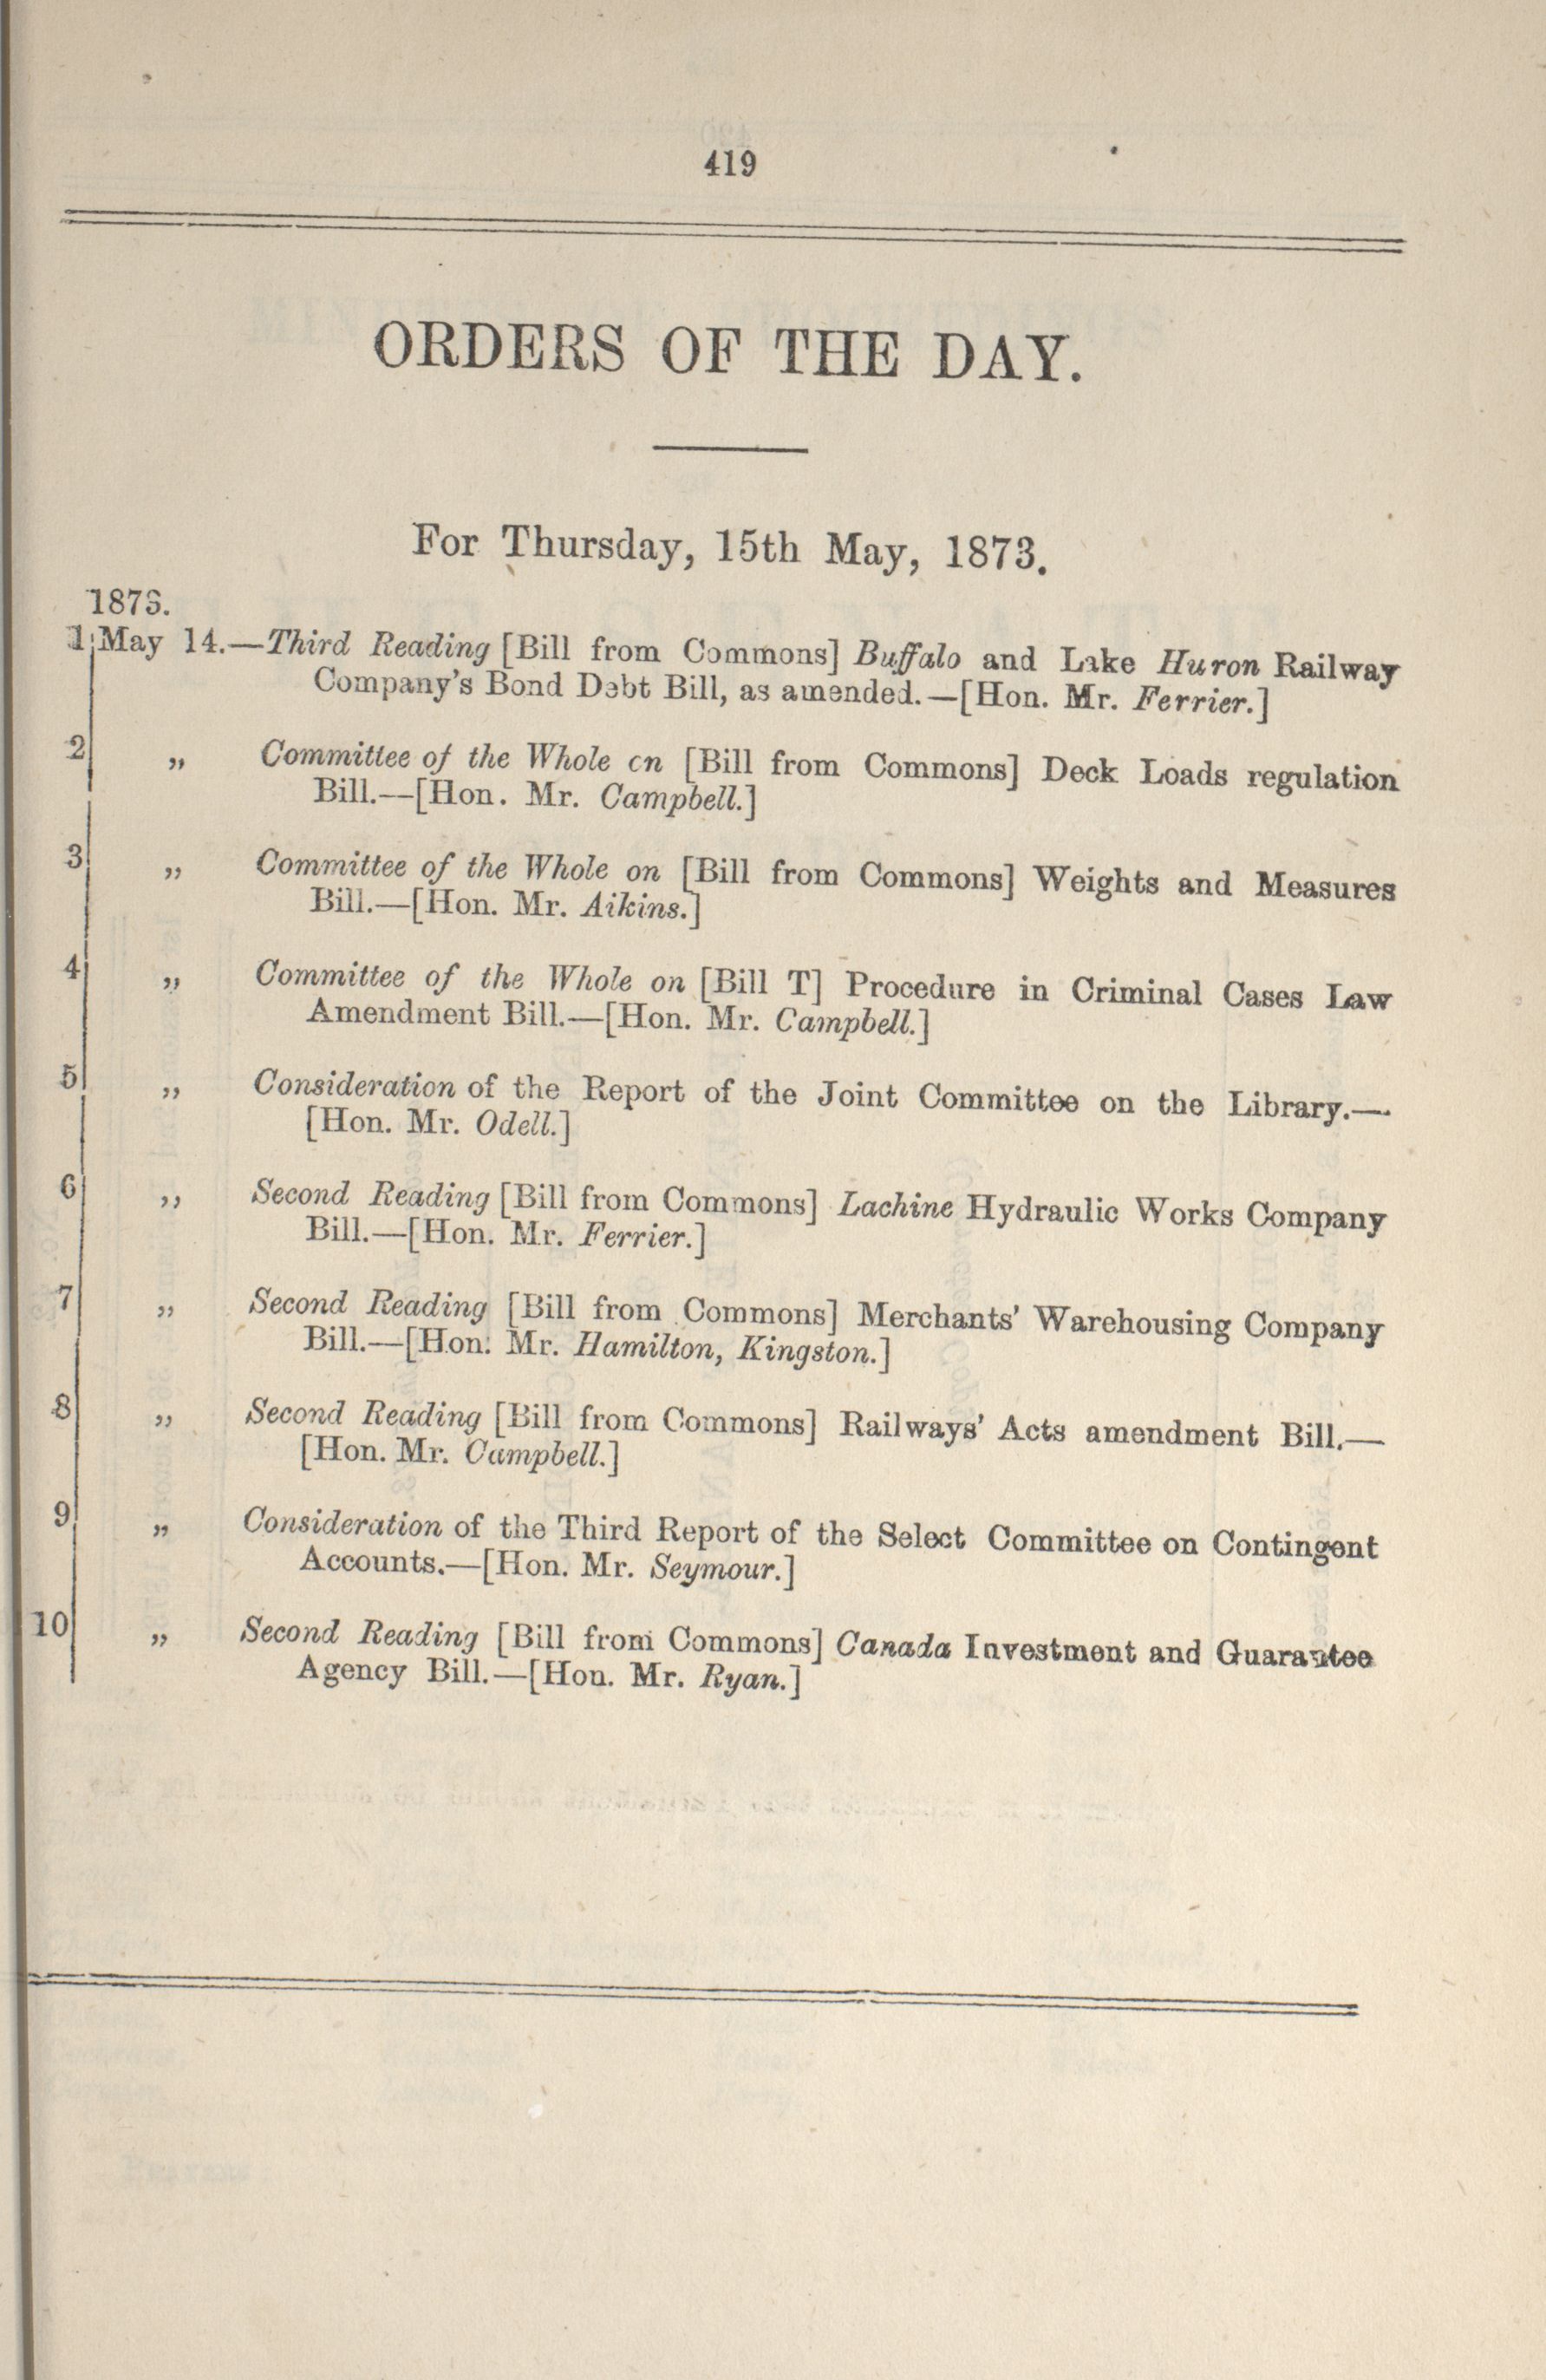 419
ORDERS OF THE DAY.
For Thursday, 15th May, 1873.
1873.
1 May 14.—Third Reading [Bill from Commons] Buffalo and Lake Huron Railway
Company's Bond Debt Bill, as amended.—[Hon. Mr. Ferrier.]
2 „ Committee of the Whole cn [Bill from Commons] Deck Loads regulation
Bill.—[Hon. Mr. Campbell.]
3 „ Committee of the Whole on [Bill from Commons] Weights and Measures
Bill.—[Hon. Mr. Aikins.]
4 „ Committee of the Whole on [Bill T] Procedure in Criminal Cases Law
Amendment Bill.—[Hon. Mr. Campbell.]
5 „ Consideration of the Report of the Joint Committee on the Library.—
[Hon. Mr. Odell.]
6 „ Second Reading [Bill from Commons] Lachine Hydraulic Works Company
Bill.—[Hon. Mr. Ferrier.]
7 „ Second Reading [Bill from Commons] Merchants' Warehousing Company
Bill.—[Hon. Mr. Hamilton, Kingston.]
8 „ Second Reading [Bill from Commons] Railways' Acts amendment Bill.—
[Hon. Mr. Campbell.]
9 „ Consideration of the Third Report of the Select Committee on Contingent
Accounts.—[Hon. Mr. Seymour.]
10 „ Second Reading [Bill from Commons] Canada Investment and Guarantee
Agency Bill.—[Hon. Mr. Ryan.]